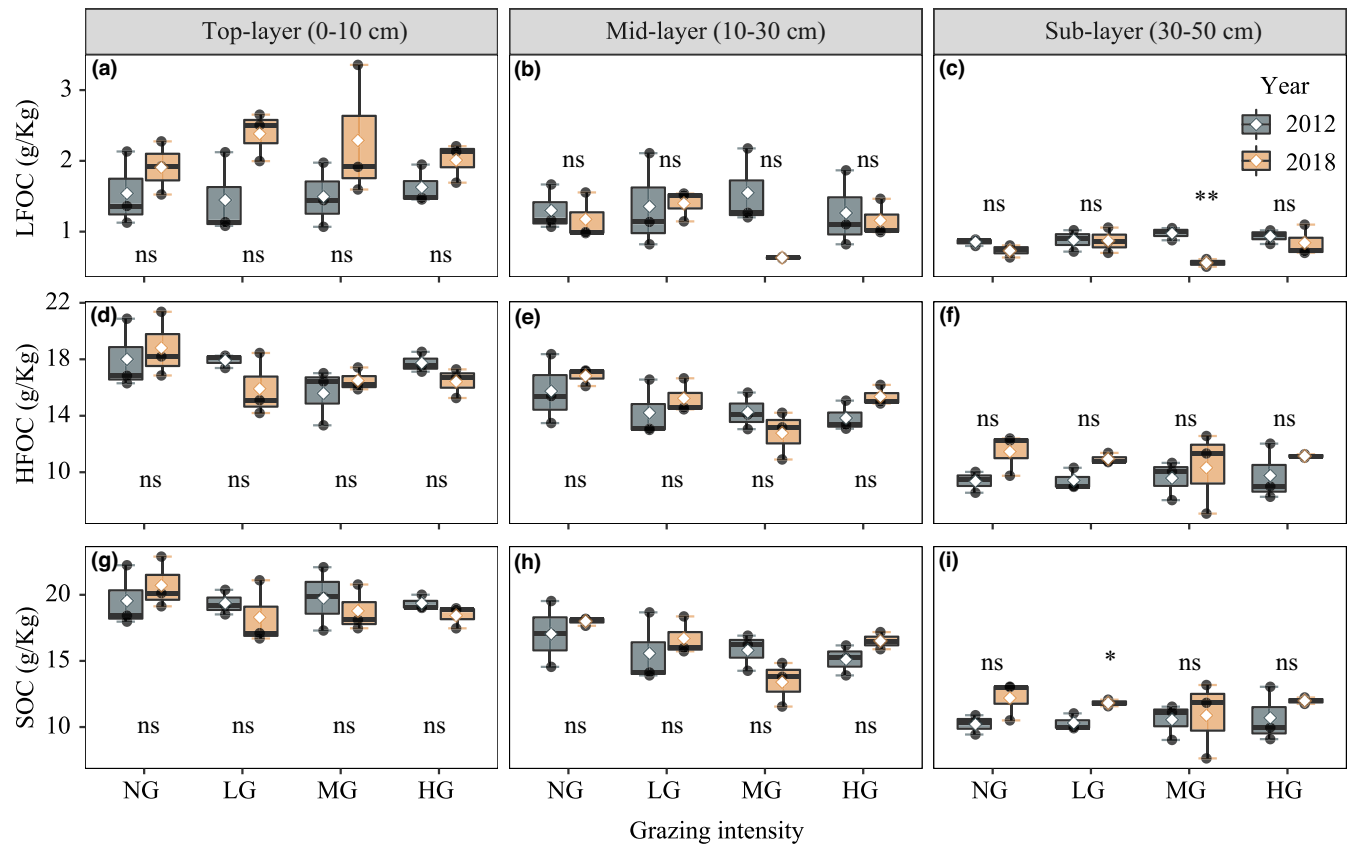 Top-layer (0-10 cm) Mid-layer (10-30 cm) Sub-layer (30-50 cm)
(a) (b) (c)
Year
2012
2018
LFOC (g/Kg)
3
2
1
ns ns ns ns
ns ns ns ns
ns ns ** ns
(d) (e) (f)
HFOC (g/Kg)
22
18
14
10
ns ns ns ns
ns ns ns ns
ns ns ns ns
(g) (h) (i)
SOC (g/Kg)
20
15
10
ns ns ns ns
ns ns ns ns
ns * ns ns
NG LG MG HG NG LG MG HG NG LG MG HG
Grazing intensity